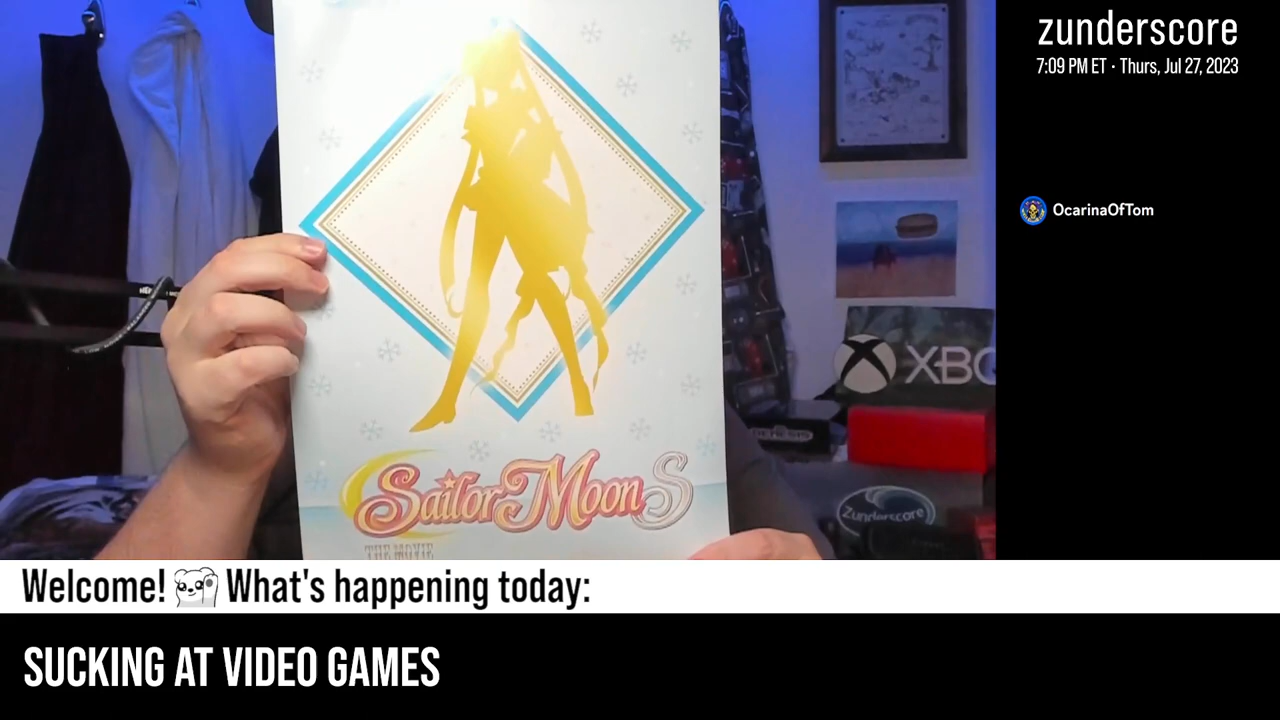 zunderscore
7:09 PM ET · Thurs, Jul 27, 2023
OcarinaOfTom
XBO
GENESIS
Zunderscore
Sailor Moon S
THE MOVIE
Welcome! What's happening today:
SUCKING AT VIDEO GAMES